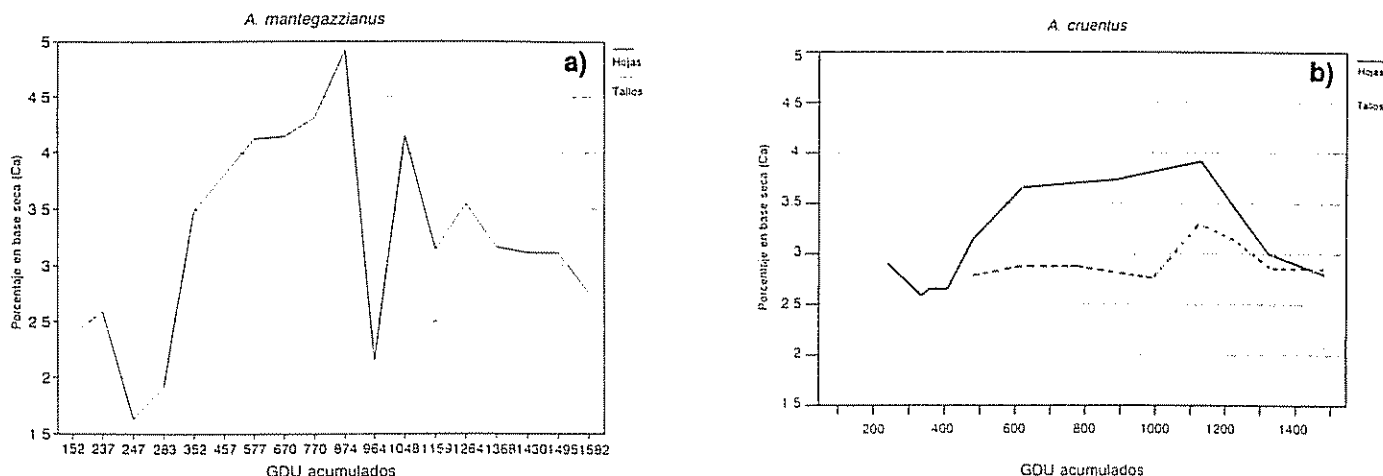 A. mantegazzianus
a)
Hojas
Tallos
Porcentaje en base seca (Ca)
5
4 5
4
3 5
3
2 5
2
1 5
152 237 247 283 352 457 577 670 770 874 964 1048 1159 1264 1368 1430 1495 1592
GDU acumulados
A. cruentus
b)
Hojas
Tallos
Porcentaje en base seca (Ca)
5
4 5
4
3 5
3
2 5
2
1 5
200 400 600 800 1000 1200 1400
GDU acumulados